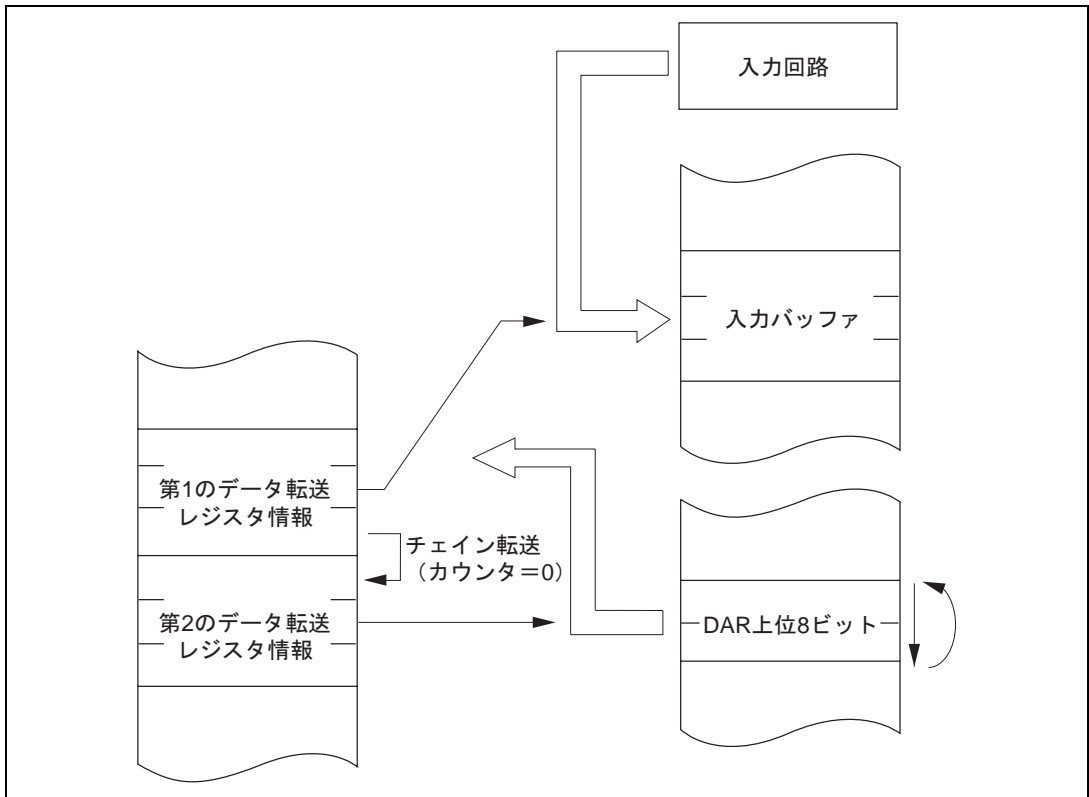 入力回路
入力バッファ
第1のデータ転送
レジスタ情報
チェイン転送
（カウンタ＝0）
第2のデータ転送
レジスタ情報
DAR上位8ビット